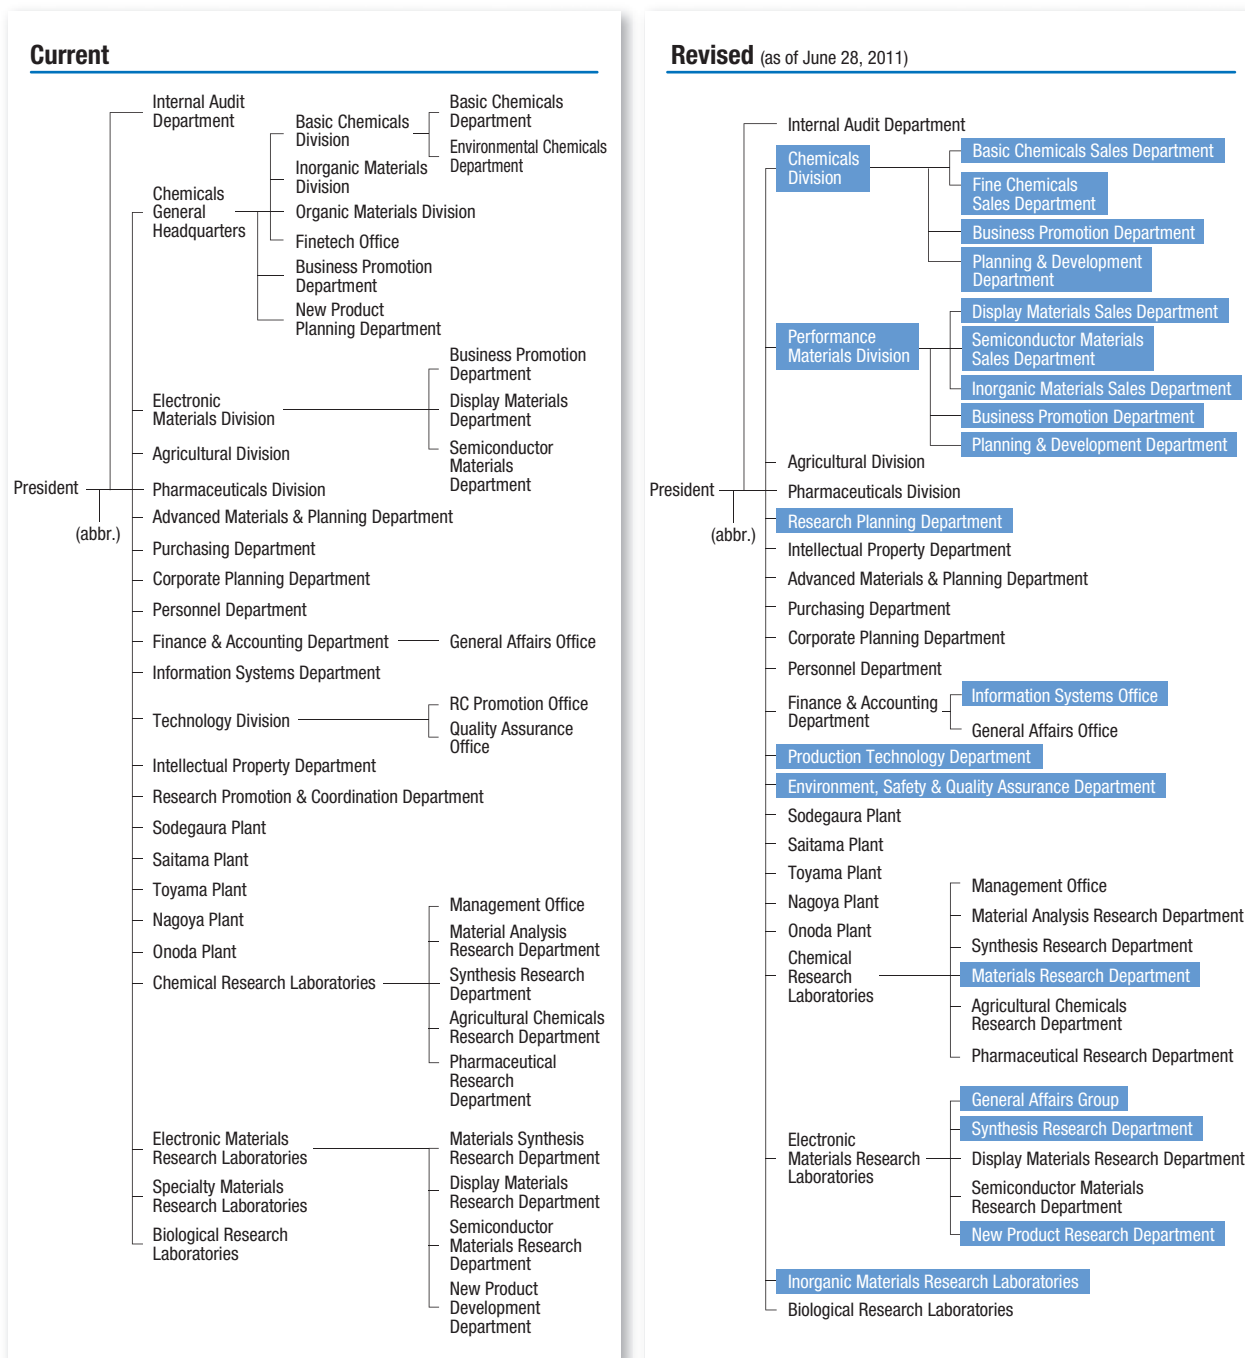 Current
Internal Audit
Department
Chemicals
General
Headquarters
Basic Chemicals
Division
Basic Chemicals
Department
Environmental Chemicals
Department
Inorganic Materials
Division
Organic Materials Division
Finetech Office
Business Promotion
Department
New Product
Planning Department
Electronic
Materials Division
Business Promotion
Department
Display Materials
Department
Semiconductor
Materials
Department
Agricultural Division
President
(abbr.)
Pharmaceuticals Division
Advanced Materials & Planning Department
Purchasing Department
Corporate Planning Department
Personnel Department
Finance & Accounting Department
General Affairs Office
Information Systems Department
Technology Division
RC Promotion Office
Quality Assurance
Office
Intellectual Property Department
Research Promotion & Coordination Department
Sodegaura Plant
Saitama Plant
Toyama Plant
Nagoya Plant
Onoda Plant
Chemical Research Laboratories
Management Office
Material Analysis
Research Department
Synthesis Research
Department
Agricultural Chemicals
Research Department
Pharmaceutical
Research
Department
Electronic Materials
Research Laboratories
Materials Synthesis
Research Department
Display Materials
Research Department
Semiconductor
Materials Research
Department
New Product
Development
Department
Specialty Materials
Research Laboratories
Biological Research
Laboratories
Revised (as of June 28, 2011)
Internal Audit Department
Chemicals
Division
Basic Chemicals Sales Department
Fine Chemicals
Sales Department
Business Promotion Department
Planning & Development
Department
Performance
Materials Division
Display Materials Sales Department
Semiconductor Materials
Sales Department
Inorganic Materials Sales Department
Business Promotion Department
Planning & Development Department
Agricultural Division
President
(abbr.)
Pharmaceuticals Division
Research Planning Department
Intellectual Property Department
Advanced Materials & Planning Department
Purchasing Department
Corporate Planning Department
Personnel Department
Finance & Accounting
Department
Information Systems Office
General Affairs Office
Production Technology Department
Environment, Safety & Quality Assurance Department
Sodegaura Plant
Saitama Plant
Toyama Plant
Nagoya Plant
Onoda Plant
Chemical
Research
Laboratories
Management Office
Material Analysis Research Department
Synthesis Research Department
Materials Research Department
Agricultural Chemicals
Research Department
Pharmaceutical Research Department
Electronic
Materials Research
Laboratories
General Affairs Group
Synthesis Research Department
Display Materials Research Department
Semiconductor Materials
Research Department
New Product Research Department
Inorganic Materials Research Laboratories
Biological Research Laboratories